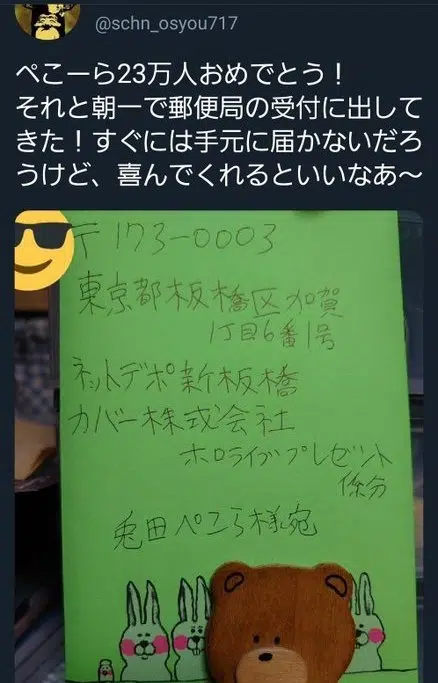 @schn_osyou717
ぺこーら23万人おめでとう！
それと朝一で郵便局の受付に出して
きた！すぐには手元に届かないだろ
うけど、喜んでくれるといいなあ〜
〒173-0003
東京都板橋区加賀
1丁目6番1号
ネットデポ新板橋
カバー株式会社
ホロライブプレゼント
係分
兎田ぺこら様宛